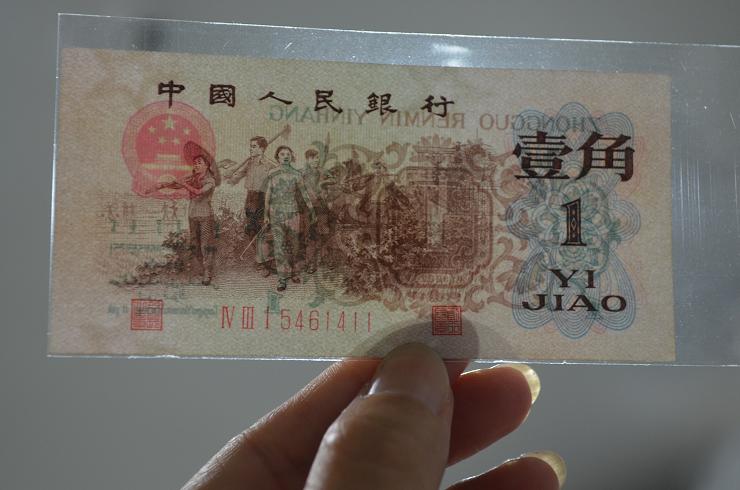 中國人民銀行
ZHONGGUO RENMIN YINHANG
壹角
1
YI
JIAO
IV III I 5461411